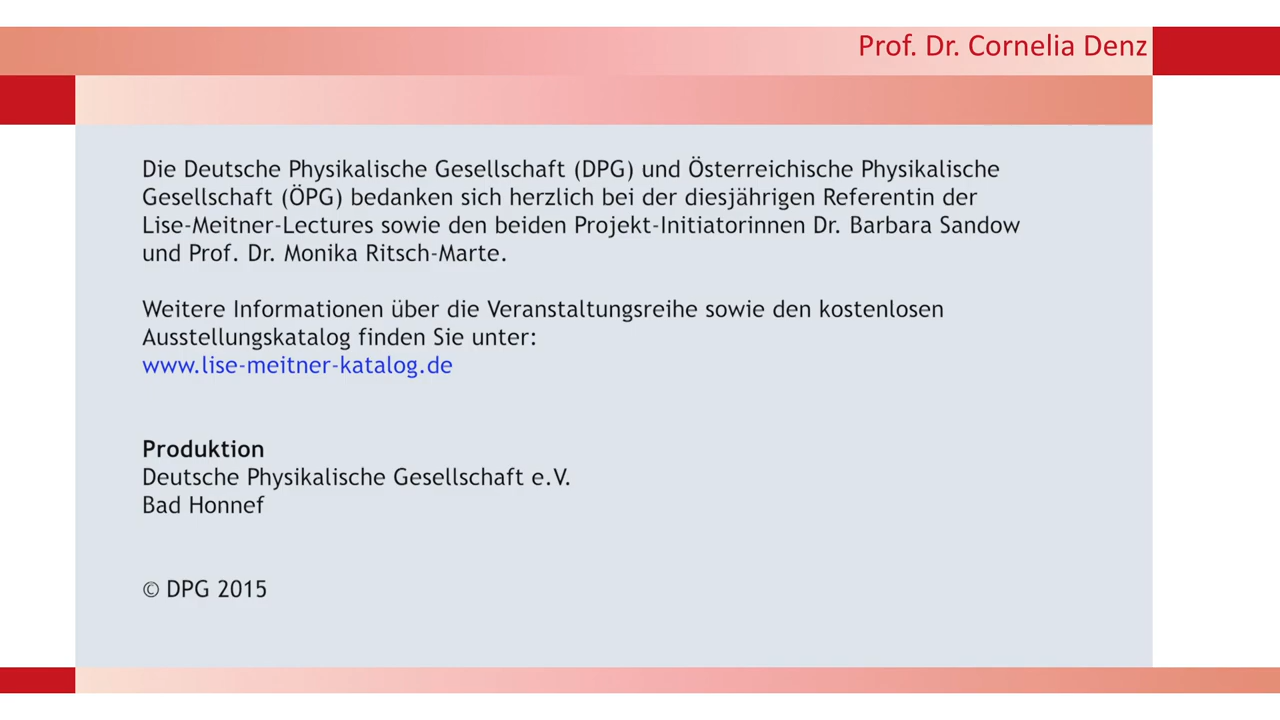 Prof. Dr. Cornelia Denz
Die Deutsche Physikalische Gesellschaft (DPG) und Österreichische Physikalische
Gesellschaft (ÖPG) bedanken sich herzlich bei der diesjährigen Referentin der
Lise-Meitner-Lectures sowie den beiden Projekt-Initiatorinnen Dr. Barbara Sandow
und Prof. Dr. Monika Ritsch-Marte.
Weitere Informationen über die Veranstaltungsreihe sowie den kostenlosen
Ausstellungskatalog finden Sie unter:
www.lise-meitner-katalog.de
Produktion
Deutsche Physikalische Gesellschaft e.V.
Bad Honnef
© DPG 2015